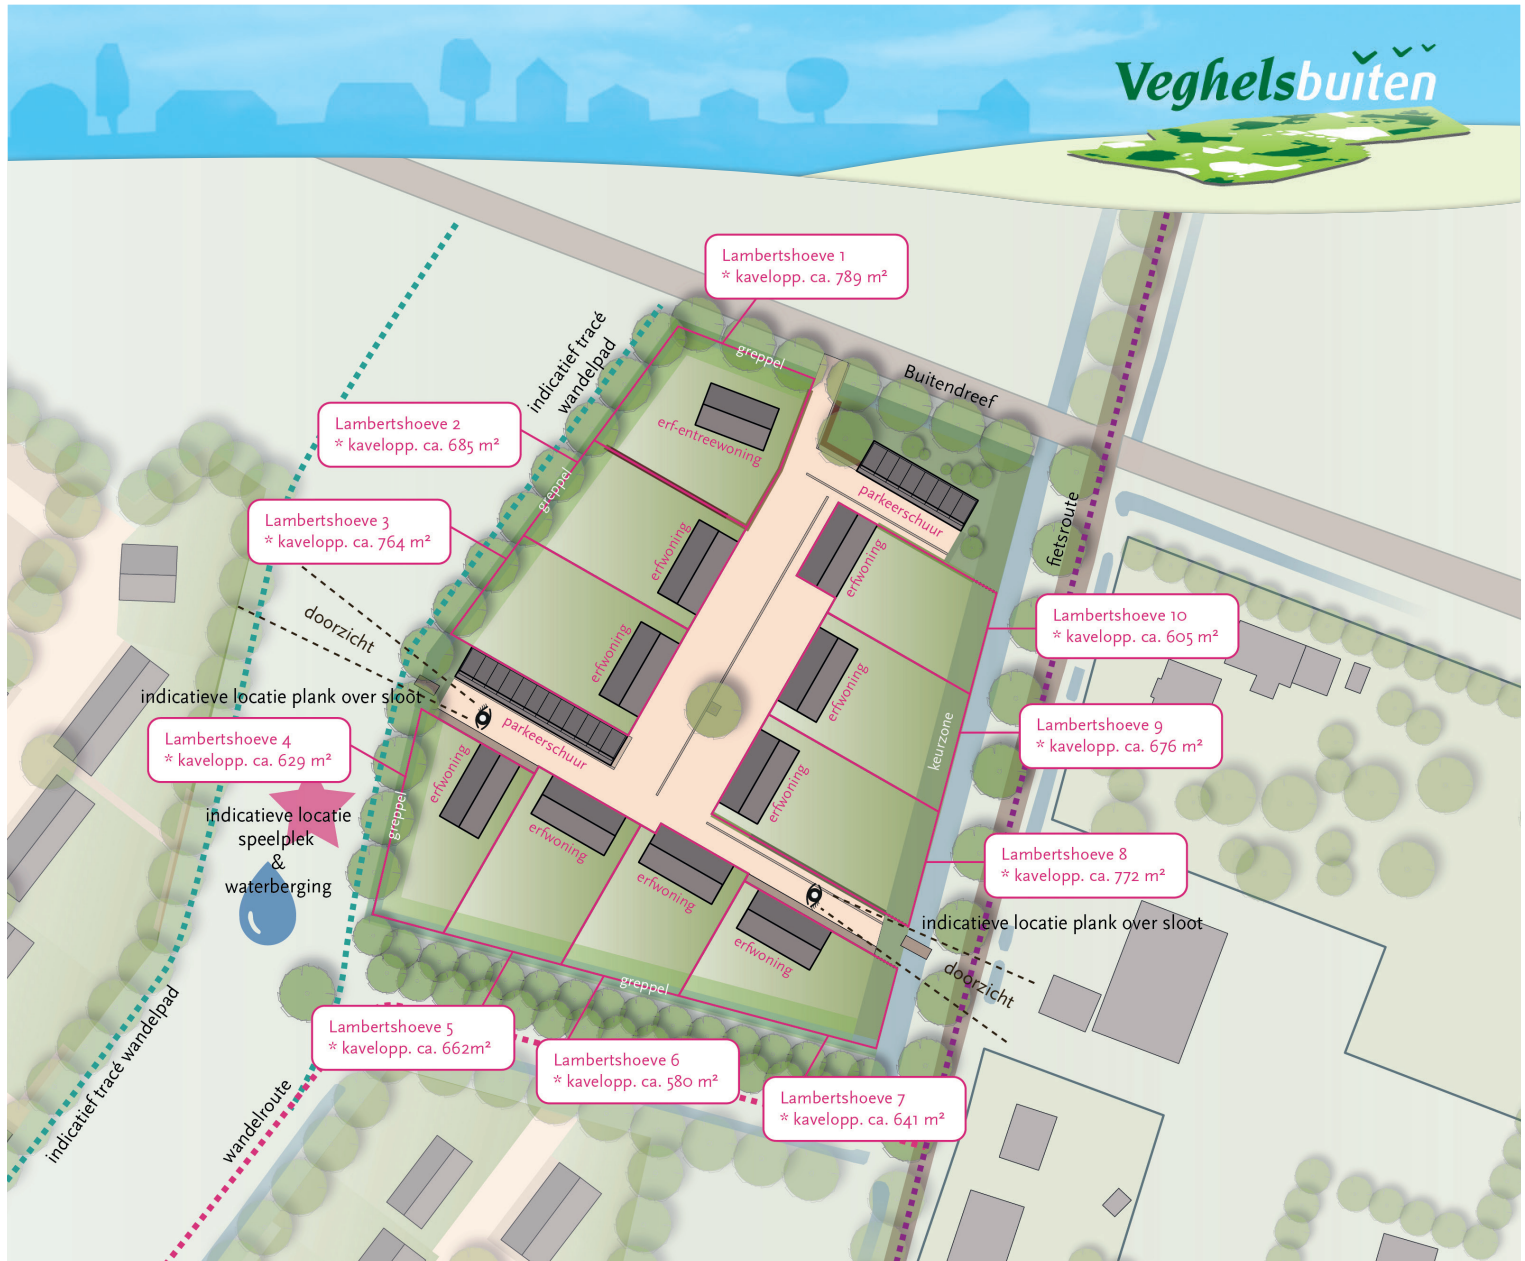 Veghelsbuiten
Lambertshoeve 1
* kavelopp. ca. 789 m²
indicatief tracé
wandelpad
greppel
Buitendreef
Lambertshoeve 2
* kavelopp. ca. 685 m²
erf-entreewoning
greppel
parkeerschuur
Lambertshoeve 3
* kavelopp. ca. 764 m²
erfwoning
erfwoning
fietsroute
doorzicht
erfwoning
erfwoning
Lambertshoeve 10
* kavelopp. ca. 605 m²
indicatieve locatie plank over sloot
parkeerschuur
keurzone
Lambertshoeve 9
* kavelopp. ca. 676 m²
Lambertshoeve 4
* kavelopp. ca. 629 m²
erfwoning
erfwoning
greppel
indicatieve locatie
speelplek
&
waterberging
erfwoning
erfwoning
Lambertshoeve 8
* kavelopp. ca. 772 m²
indicatieve locatie plank over sloot
erfwoning
doorzicht
greppel
indicatief tracé wandelpad
wandelroute
Lambertshoeve 5
* kavelopp. ca. 662m²
Lambertshoeve 6
* kavelopp. ca. 580 m²
Lambertshoeve 7
* kavelopp. ca. 641 m²